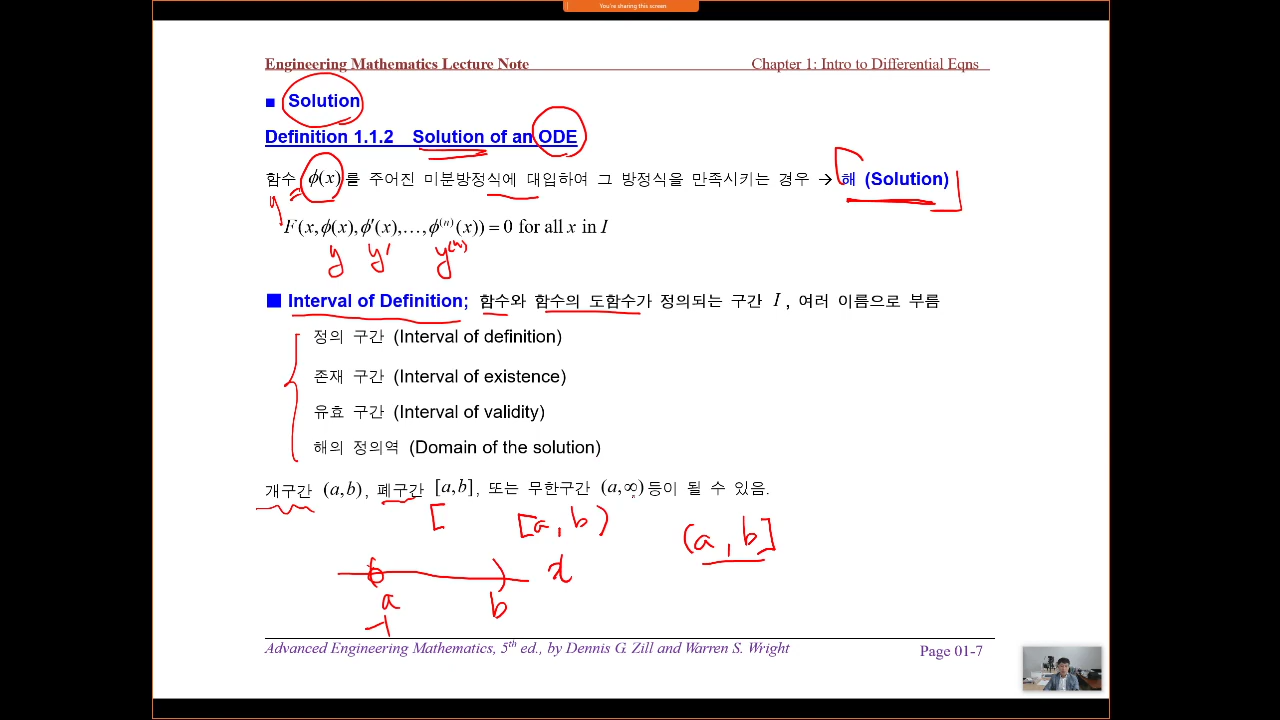 You're sharing this screen
Engineering Mathematics Lecture Note Chapter 1: Intro to Differential Eqns
■ Solution
Definition 1.1.2 Solution of an ODE
함수 ϕ(x)를 주어진 미분방정식에 대입하여 그 방정식을 만족시키는 경우 → 해 (Solution)
y =
F(x, ϕ(x), ϕ′(x),…, ϕ⁽ⁿ⁾(x)) = 0 for all x in I
y y′ y⁽ⁿ⁾
■ Interval of Definition; 함수와 함수의 도함수가 정의되는 구간 I, 여러 이름으로 부름
정의 구간 (Interval of definition)
존재 구간 (Interval of existence)
유효 구간 (Interval of validity)
해의 정의역 (Domain of the solution)
개구간 (a,b), 폐구간 [a,b], 또는 무한구간 (a,∞)등이 될 수 있음.
[ [a, b) (a, b]
x
a b
-1
Advanced Engineering Mathematics, 5th ed., by Dennis G. Zill and Warren S. Wright Page 01-7